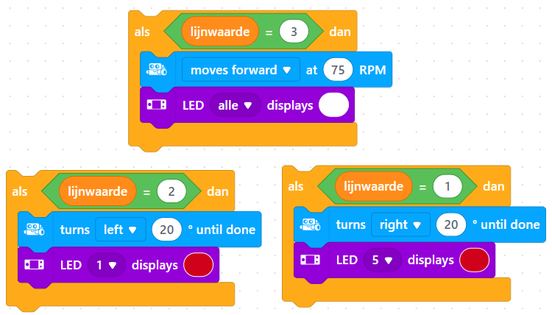 als lijnwaarde = 3 dan
moves forward ▼ at 75 RPM
LED alle ▼ displays
als lijnwaarde = 2 dan
turns left ▼ 20 ° until done
LED 1 ▼ displays
als lijnwaarde = 1 dan
turns right ▼ 20 ° until done
LED 5 ▼ displays